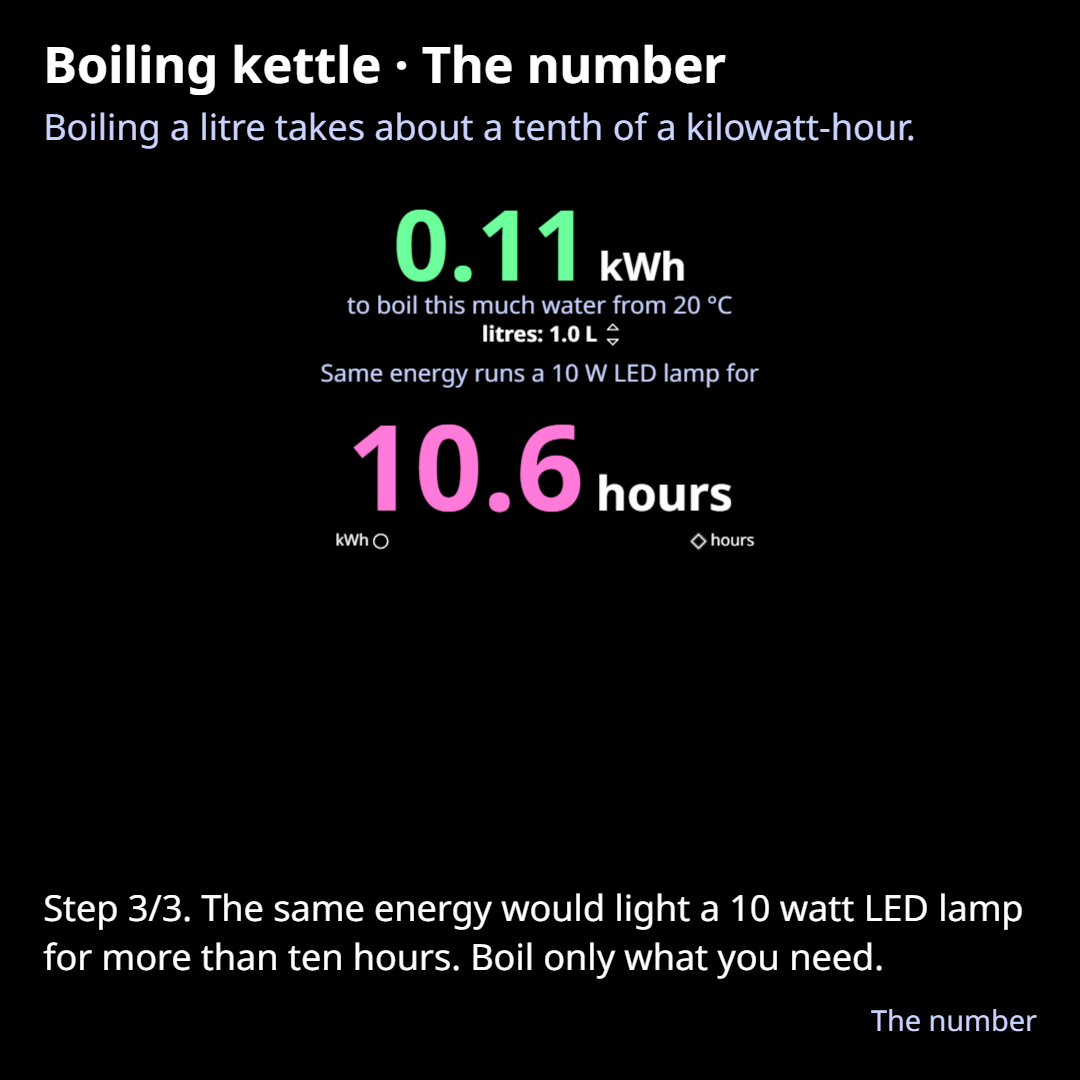 Boiling kettle · The number
Boiling a litre takes about a tenth of a kilowatt-hour.
0.11 kWh
to boil this much water from 20 °C
litres: 1.0 L
Same energy runs a 10 W LED lamp for
10.6 hours
kWh
hours
Step 3/3. The same energy would light a 10 watt LED lamp
for more than ten hours. Boil only what you need.
The number